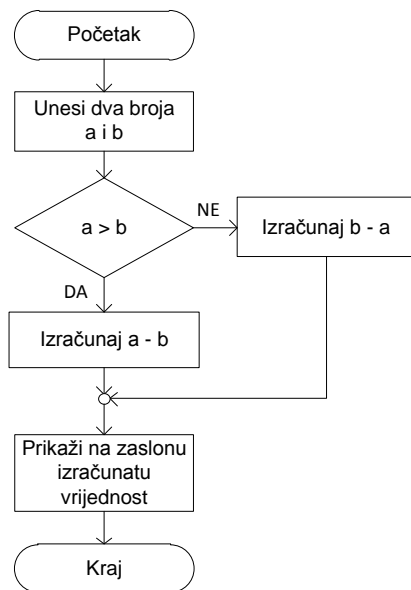 Početak
Unesi dva broja
a i b
a > b
NE
Izračunaj b - a
DA
Izračunaj a - b
Prikaži na zaslonu
izračunatu
vrijednost
Kraj